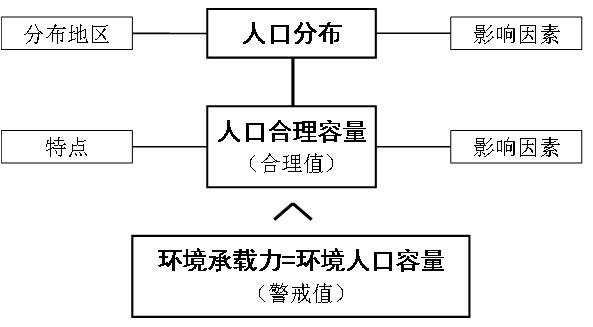 分布地区
人口分布
影响因素
特点
人口合理容量
（合理值）
影响因素
环境承载力=环境人口容量
（警戒值）